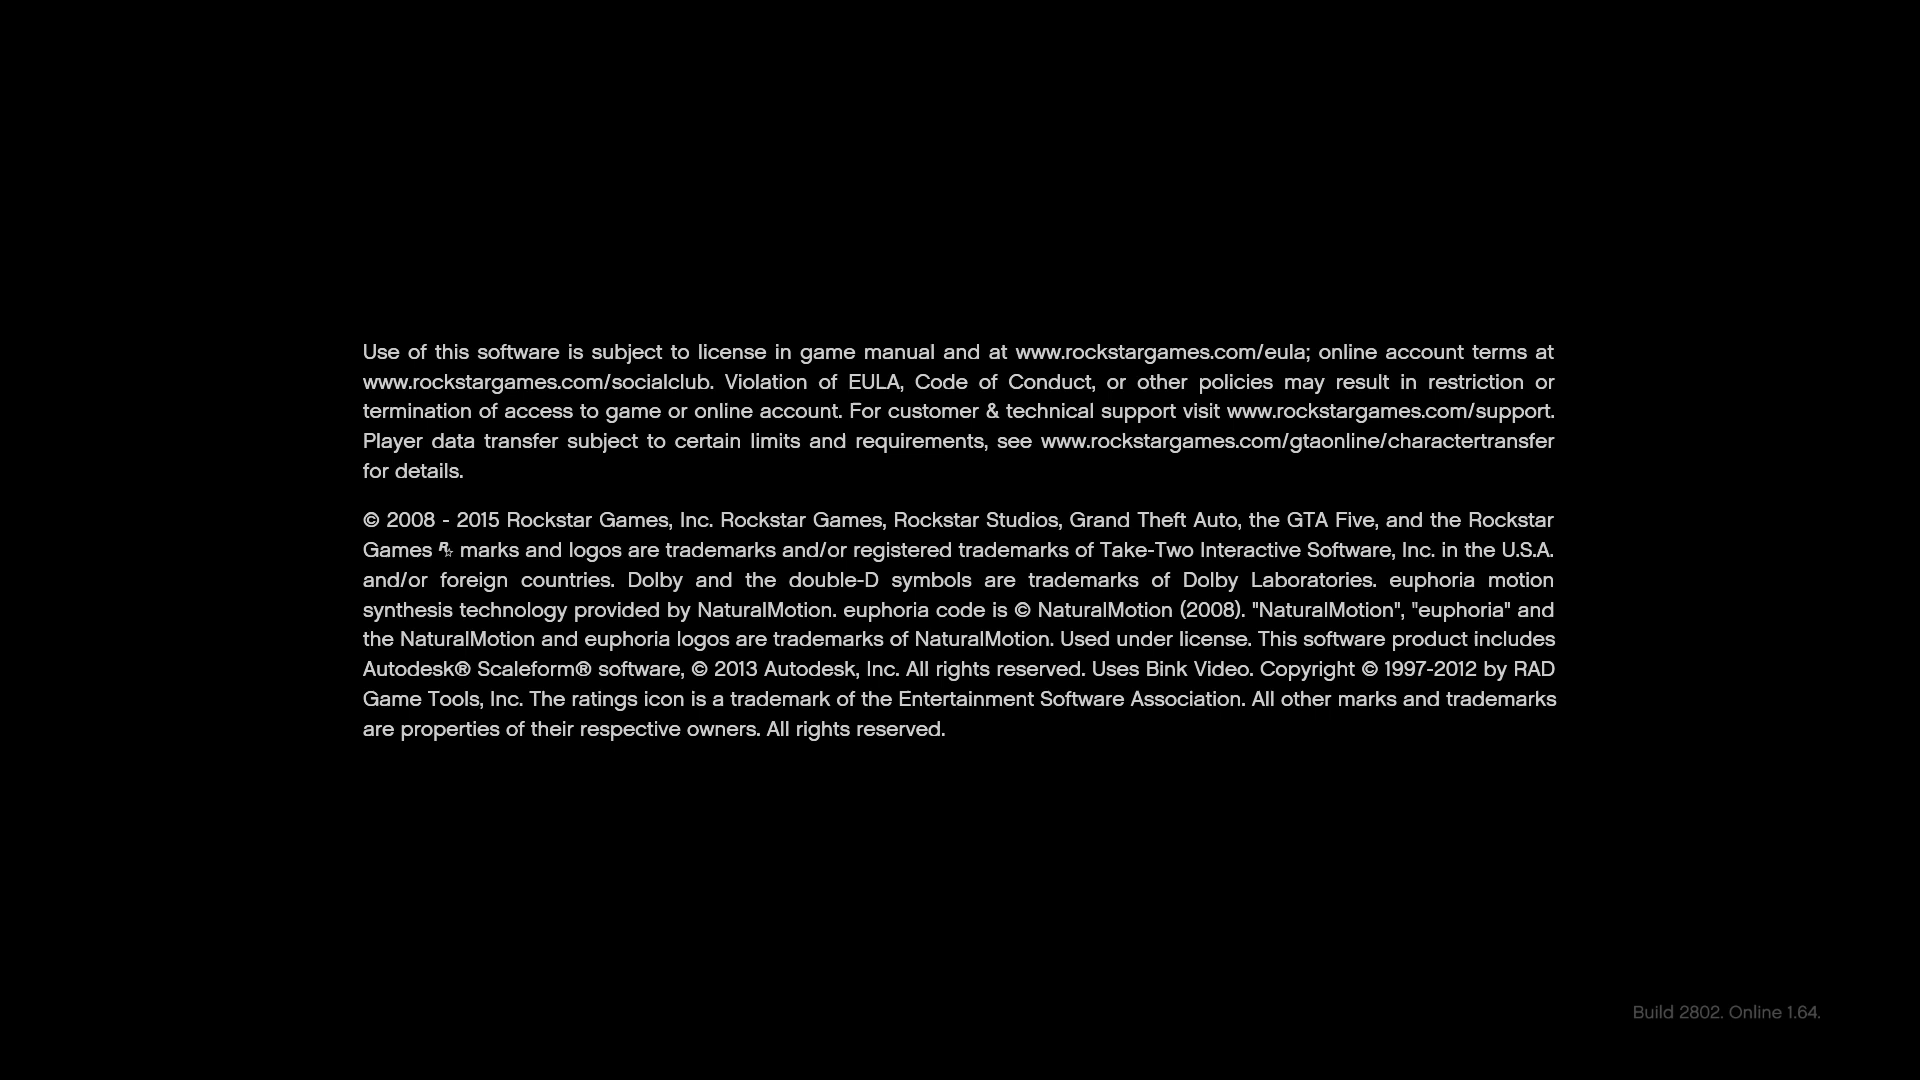 Use of this software is subject to license in game manual and at www.rockstargames.com/eula; online account terms at
www.rockstargames.com/socialclub. Violation of EULA, Code of Conduct, or other policies may result in restriction or
termination of access to game or online account. For customer & technical support visit www.rockstargames.com/support.
Player data transfer subject to certain limits and requirements, see www.rockstargames.com/gtaonline/charactertransfer
for details.
© 2008 - 2015 Rockstar Games, Inc. Rockstar Games, Rockstar Studios, Grand Theft Auto, the GTA Five, and the Rockstar
Games R* marks and logos are trademarks and/or registered trademarks of Take-Two Interactive Software, Inc. in the U.S.A.
and/or foreign countries. Dolby and the double-D symbols are trademarks of Dolby Laboratories. euphoria motion
synthesis technology provided by NaturalMotion. euphoria code is © NaturalMotion (2008). "NaturalMotion", "euphoria" and
the NaturalMotion and euphoria logos are trademarks of NaturalMotion. Used under license. This software product includes
Autodesk® Scaleform® software, © 2013 Autodesk, Inc. All rights reserved. Uses Bink Video. Copyright © 1997-2012 by RAD
Game Tools, Inc. The ratings icon is a trademark of the Entertainment Software Association. All other marks and trademarks
are properties of their respective owners. All rights reserved.
Build 2802. Online 1.64.